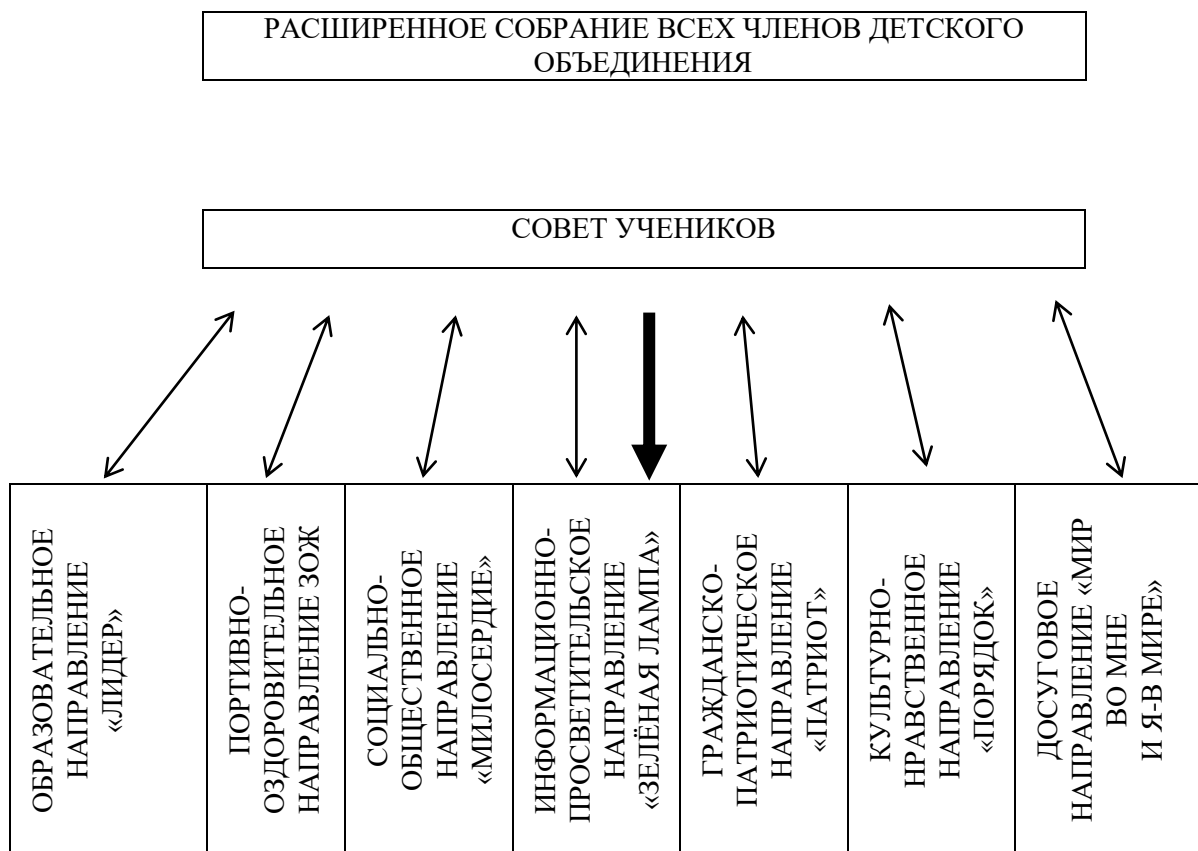 РАСШИРЕННОЕ СОБРАНИЕ ВСЕХ ЧЛЕНОВ ДЕТСКОГО
ОБЪЕДИНЕНИЯ
СОВЕТ УЧЕНИКОВ
ОБРАЗОВАТЕЛЬНОЕ
НАПРАВЛЕНИЕ
«ЛИДЕР»
ПОРТИВНО-
ОЗДОРОВИТЕЛЬНОЕ
НАПРАВЛЕНИЕ ЗОЖ
СОЦИАЛЬНО-
ОБЩЕСТВЕННОЕ
НАПРАВЛЕНИЕ
«МИЛОСЕРДИЕ»
ИНФОРМАЦИОННО-
ПРОСВЕТИТЕЛЬСКОЕ
НАПРАВЛЕНИЕ
«ЗЕЛЁНАЯ ЛАМПА»
ГРАЖДАНСКО-
ПАТРИОТИЧЕСКОЕ
НАПРАВЛЕНИЕ
«ПАТРИОТ»
КУЛЬТУРНО-
НРАВСТВЕННОЕ
НАПРАВЛЕНИЕ
«ПОРЯДОК»
ДОСУГОВОЕ
НАПРАВЛЕНИЕ «МИР
ВО МНЕ
И Я-В МИРЕ»